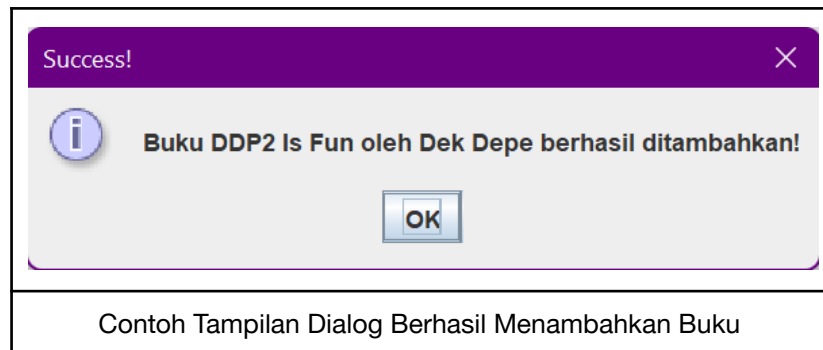 Success!
Buku DDP2 Is Fun oleh Dek Depe berhasil ditambahkan!
OK
Contoh Tampilan Dialog Berhasil Menambahkan Buku